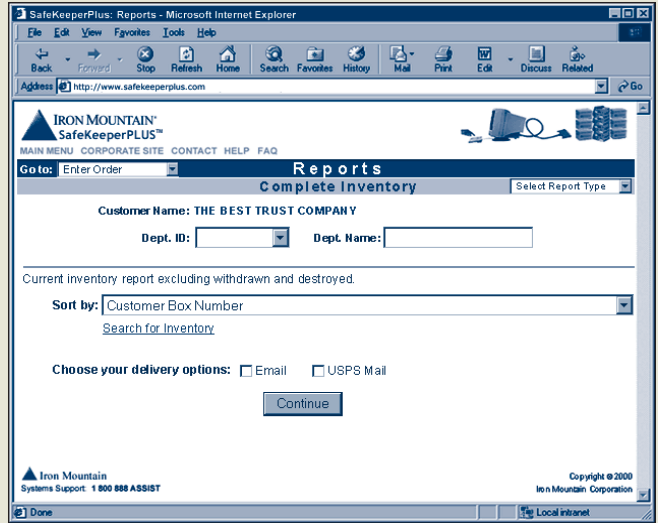 SafeKeeperPlus: Reports - Microsoft Internet Explorer
File Edit View Favorites Tools Help
Back Forward Stop Refresh Home Search Favorites History Mail Print Edit Discuss Related
Address http://www.safekeeperplus.com Go
IRON MOUNTAIN®
SafeKeeperPLUS™
MAIN MENU CORPORATE SITE CONTACT HELP FAQ
Go to: Enter Order Reports
Complete Inventory Select Report Type
Customer Name: THE BEST TRUST COMPANY
Dept. ID: Dept. Name:
Current inventory report excluding withdrawn and destroyed.
Sort by: Customer Box Number
Search for Inventory
Choose your delivery options: Email USPS Mail
Continue
Iron Mountain Copyright © 2000
Systems Support: 1 800 888 ASSIST Iron Mountain Corporation
Done Local intranet